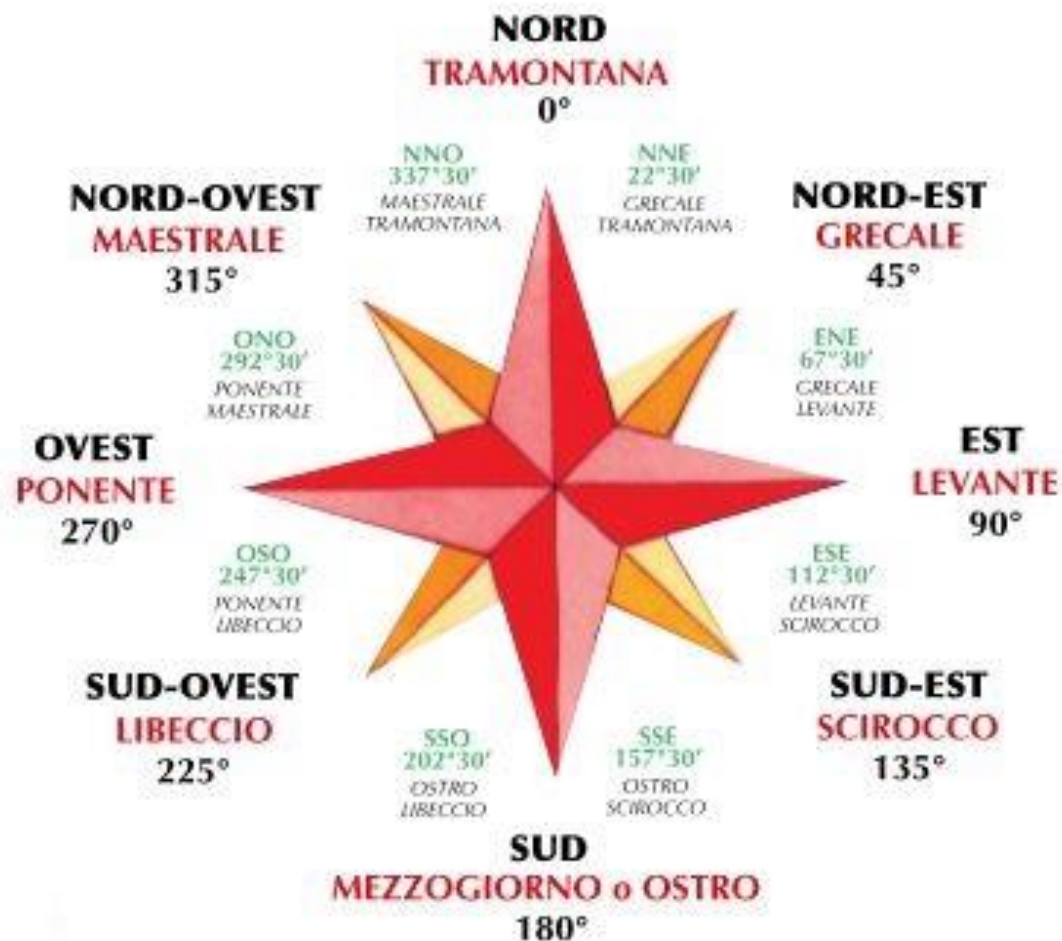 NORD
TRAMONTANA
0°
NNO
337°30'
MAESTRALE
TRAMONTANA
NNE
22°30'
GRECALE
TRAMONTANA
NORD-OVEST
MAESTRALE
315°
NORD-EST
GRECALE
45°
ONO
292°30'
PONENTE
MAESTRALE
ENE
67°30'
GRECALE
LEVANTE
OVEST
PONENTE
270°
EST
LEVANTE
90°
OSO
247°30'
PONENTE
LIBECCIO
ESE
112°30'
LEVANTE
SCIROCCO
SUD-OVEST
LIBECCIO
225°
SUD-EST
SCIROCCO
135°
SSO
202°30'
OSTRO
LIBECCIO
SSE
157°30'
OSTRO
SCIROCCO
SUD
MEZZOGIORNO o OSTRO
180°